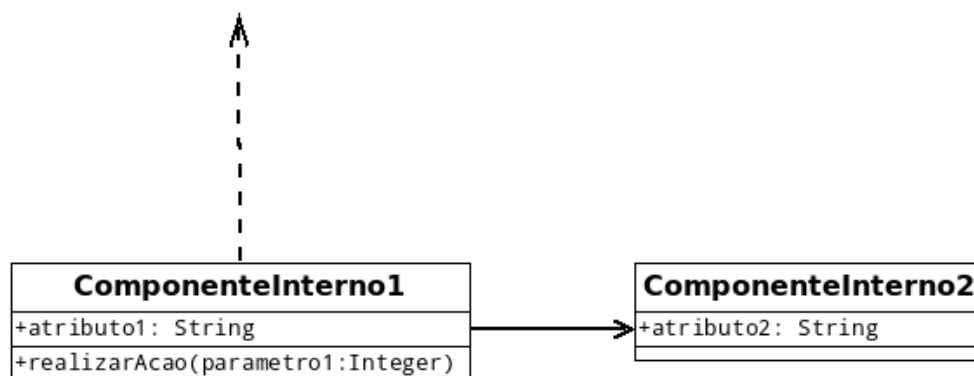 ComponenteInterno1
+atributo1: String
+realizarAcao(parametro1:Integer)
ComponenteInterno2
+atributo2: String